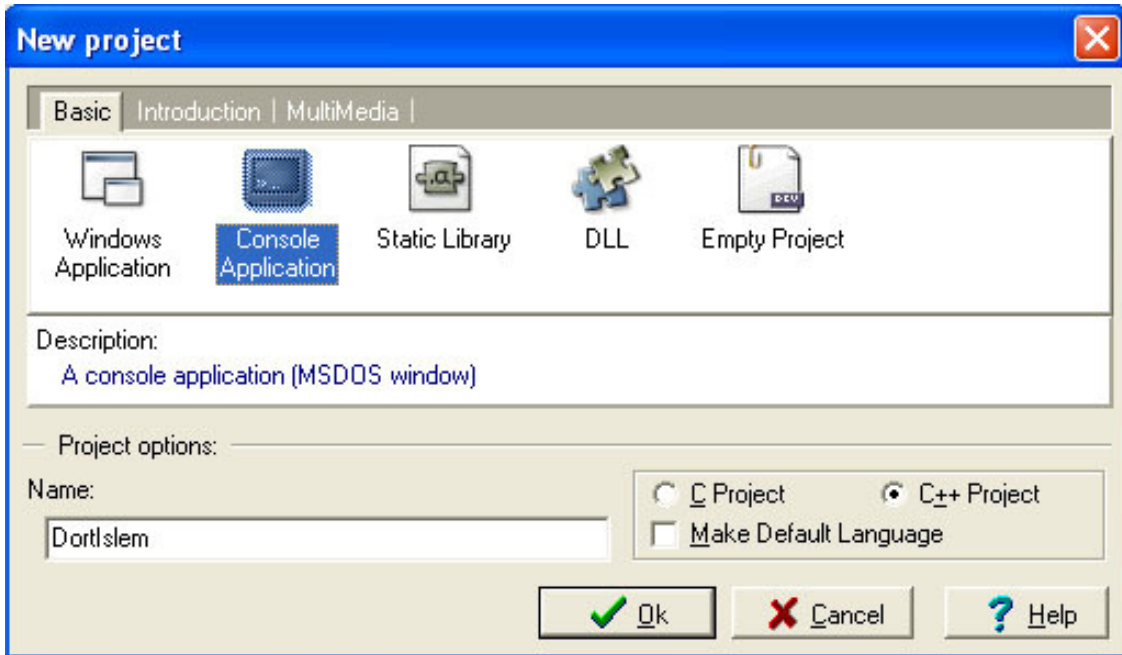 New project
Basic Introduction | MultiMedia |
Windows Application
Console Application
Static Library
DLL
Empty Project
Description:
A console application (MSDOS window)
Project options:
Name:
DortIslem
C Project
C++ Project
Make Default Language
Ok
Cancel
Help